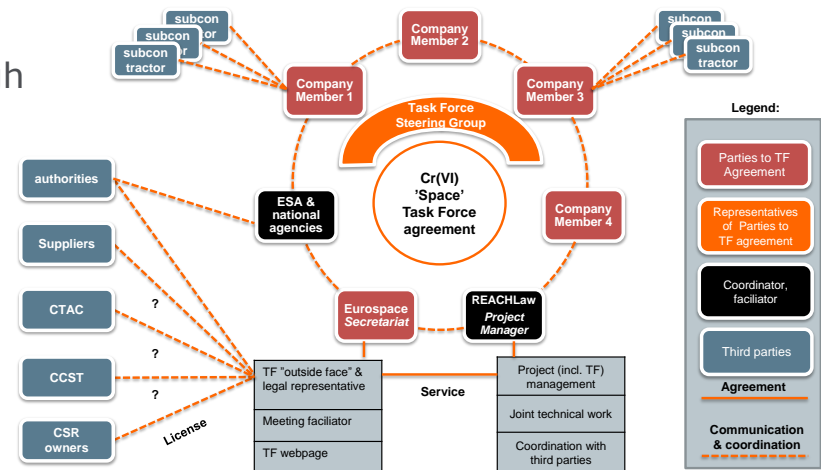 subcon
subcon
tor
subcon
tractor
h
Company
Member 1
Company
Member 2
Company
Member 3
subcon
subcon
subcon
tractor
Task Force
Steering Group
Legend:
authorities
Suppliers
CTAC
CCST
CSR
owners
?
?
?
License
ESA &
national
agencies
Cr(VI)
’Space’
Task Force
agreement
Company
Member 4
Eurospace
Secretariat
REACHLaw
Project
Manager
TF ”outside face” &
legal representative
Meeting faciliator
TF webpage
Service
Project (incl. TF)
management
Joint technical work
Coordination with
third parties
Parties to TF
Agreement
Representatives
of Parties to
TF agreement
Coordinator,
faciliator
Third parties
Agreement
Communication
& coordination